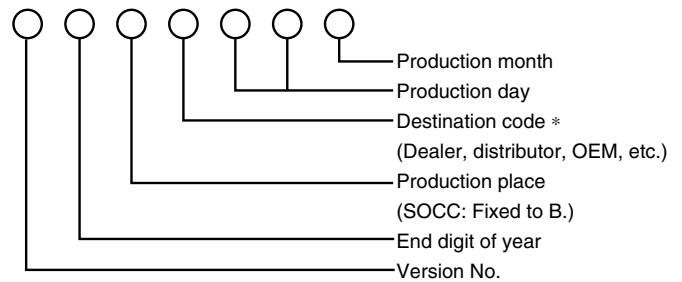 Production month
Production day
Destination code *
(Dealer, distributor, OEM, etc.)
Production place
(SOCC: Fixed to B.)
End digit of year
Version No.